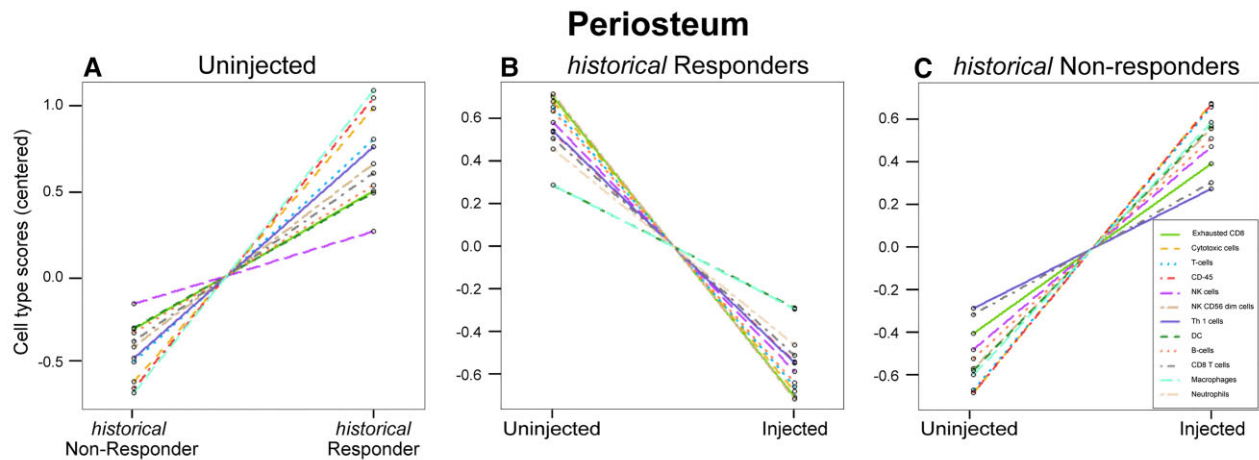 Periosteum
A
Uninjected
B
historical Responders
C
historical Non-responders
Cell type scores (centered)
1.0
0.5
0.0
-0.5
historical
Non-Responder
historical
Responder
0.6
0.4
0.2
0.0
-0.2
-0.4
-0.6
Uninjected
Injected
0.6
0.4
0.2
0.0
-0.2
-0.4
-0.6
Uninjected
Injected
Exhausted CD8
Cytotoxic cells
T-cells
CD-45
NK cells
NK CD56 dim cells
Th 1 cells
DC
B-cells
CD8 T cells
Macrophages
Neutrophils